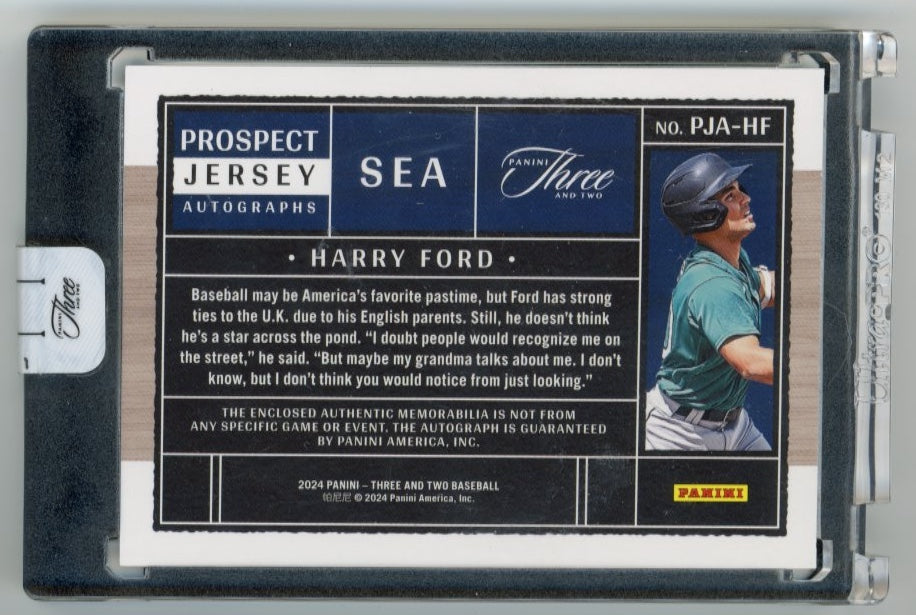 PROSPECT
JERSEY
AUTOGRAPHS
SEA
PANINI
Three
AND TWO
NO. PJA-HF
• HARRY FORD •
Baseball may be America's favorite pastime, but Ford has strong
ties to the U.K. due to his English parents. Still, he doesn't think
he's a star across the pond. “I doubt people would recognize me on
the street,” he said. “But maybe my grandma talks about me. I don't
know, but I don't think you would notice from just looking.”
THE ENCLOSED AUTHENTIC MEMORABILIA IS NOT FROM
ANY SPECIFIC GAME OR EVENT. THE AUTOGRAPH IS GUARANTEED
BY PANINI AMERICA, INC.
2024 PANINI – THREE AND TWO BASEBALL
帕尼尼 © 2024 Panini America, Inc.
PANINI
PANINI
Three
AND TWO